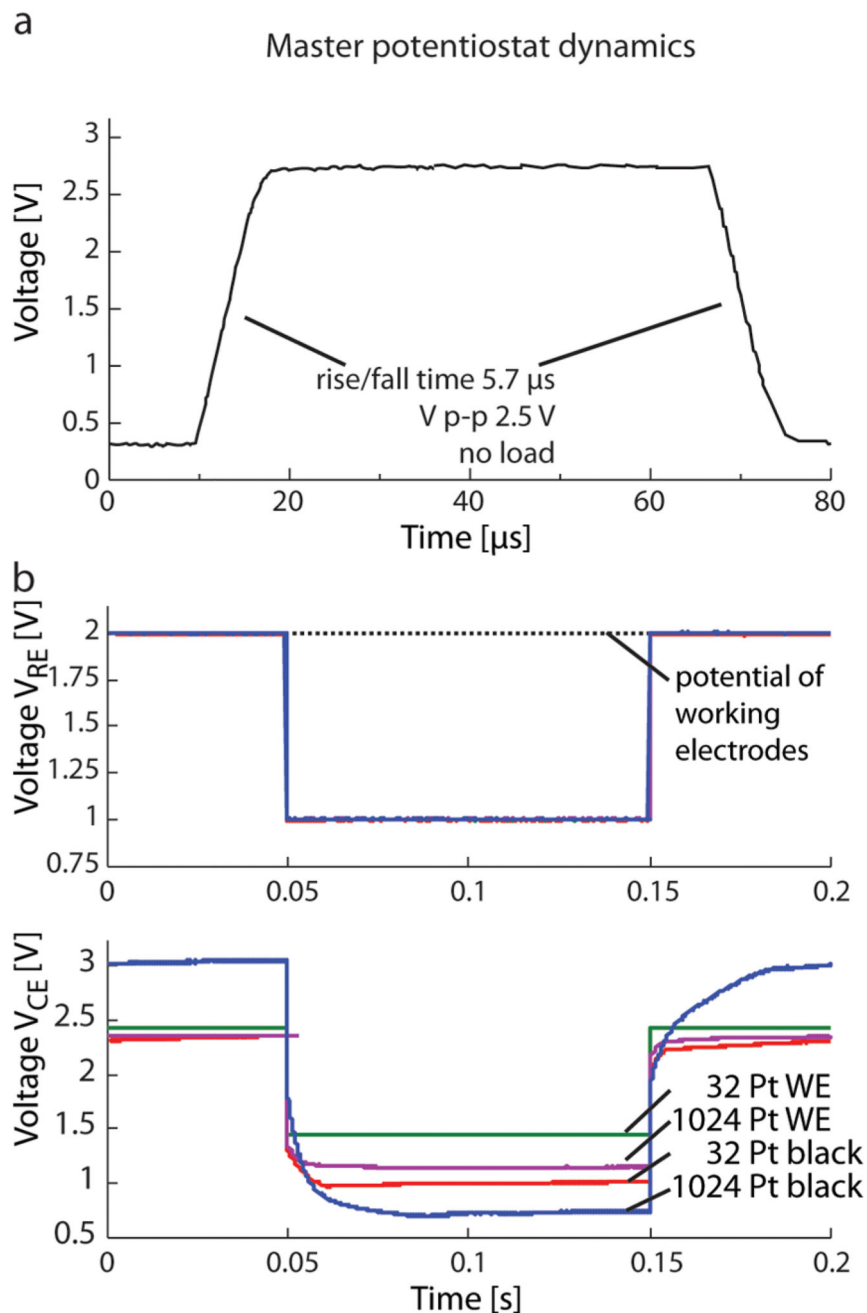 a
Master potentiostat dynamics
3
2.5
2
1.5
1
0.5
0
Voltage [V]
rise/fall time 5.7 µs
V p-p 2.5 V
no load
0 20 40 60 80
Time [µs]
b
2
1.75
1.5
1.25
1
0.75
Voltage V_RE [V]
potential of
working
electrodes
0 0.05 0.1 0.15 0.2
3
2.5
2
1.5
1
0.5
Voltage V_CE [V]
32 Pt WE
1024 Pt WE
32 Pt black
1024 Pt black
0 0.05 0.1 0.15 0.2
Time [s]